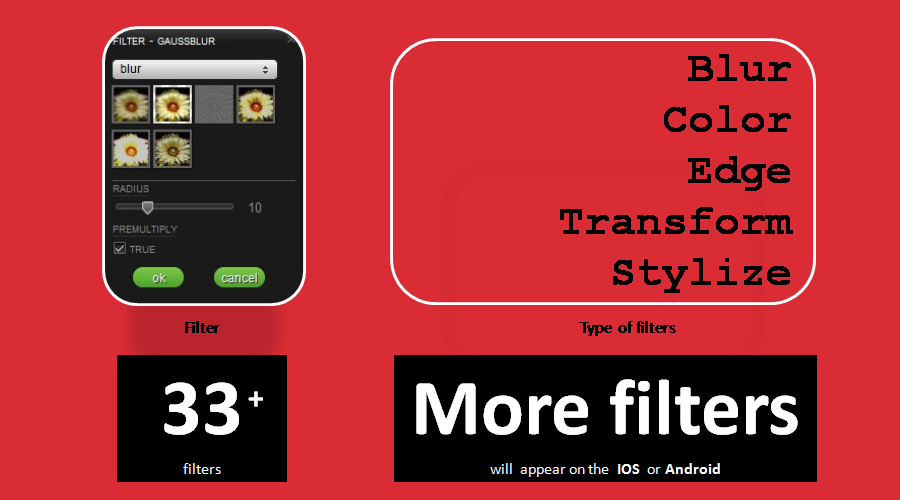 FILTER - GAUSSBLUR
blur
RADIUS
10
PREMULTIPLY
TRUE
ok cancel
Filter
33+
filters
Blur
Color
Edge
Transform
Stylize
Type of filters
More filters
will appear on the IOS or Android